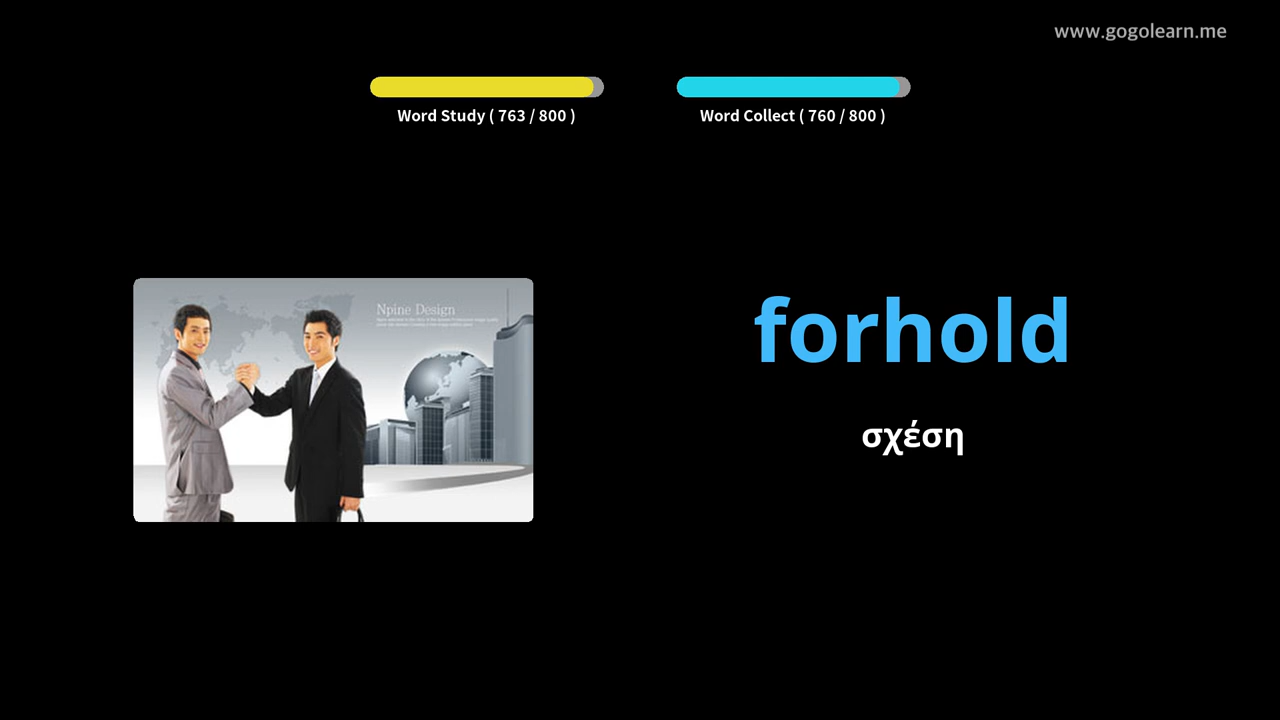 www.gogolearn.me
Word Study ( 763 / 800 )
Word Collect ( 760 / 800 )
Npine Design
forhold
σχέση